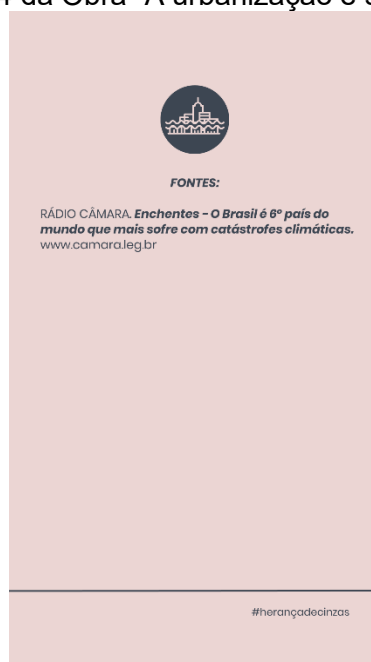 da Obra "A urbanização e s
FONTES:
RÁDIO CÂMARA. Enchentes - O Brasil é 6º país do
mundo que mais sofre com catástrofes climáticas.
www.camara.leg.br
#herançadecinzas